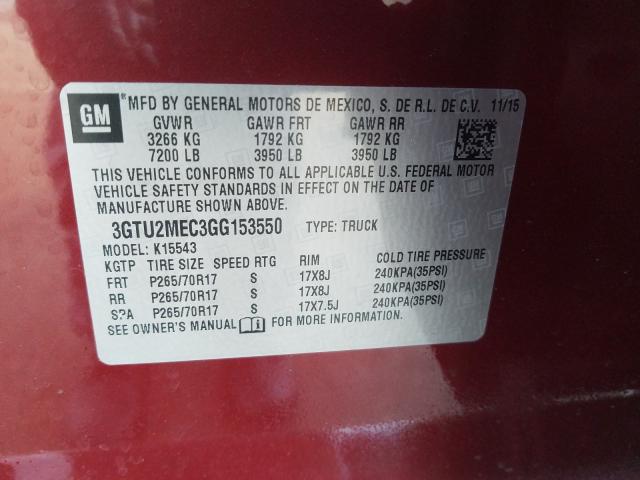 GM ® MFD BY GENERAL MOTORS DE MEXICO, S. DE R.L. DE C.V. 11/15
GVWR GAWR FRT GAWR RR
3266 KG 1792 KG 1792 KG
7200 LB 3950 LB 3950 LB
THIS VEHICLE CONFORMS TO ALL APPLICABLE U.S. FEDERAL MOTOR
VEHICLE SAFETY STANDARDS IN EFFECT ON THE DATE OF
MANUFACTURE SHOWN ABOVE.
3GTU2MEC3GG153550 TYPE: TRUCK
MODEL: K15543
KGTP TIRE SIZE SPEED RTG RIM COLD TIRE PRESSURE
FRT P265/70R17 S 17X8J 240KPA(35PSI)
RR P265/70R17 S 17X8J 240KPA(35PSI)
SPA P265/70R17 S 17X7.5J 240KPA(35PSI)
SEE OWNER'S MANUAL FOR MORE INFORMATION.